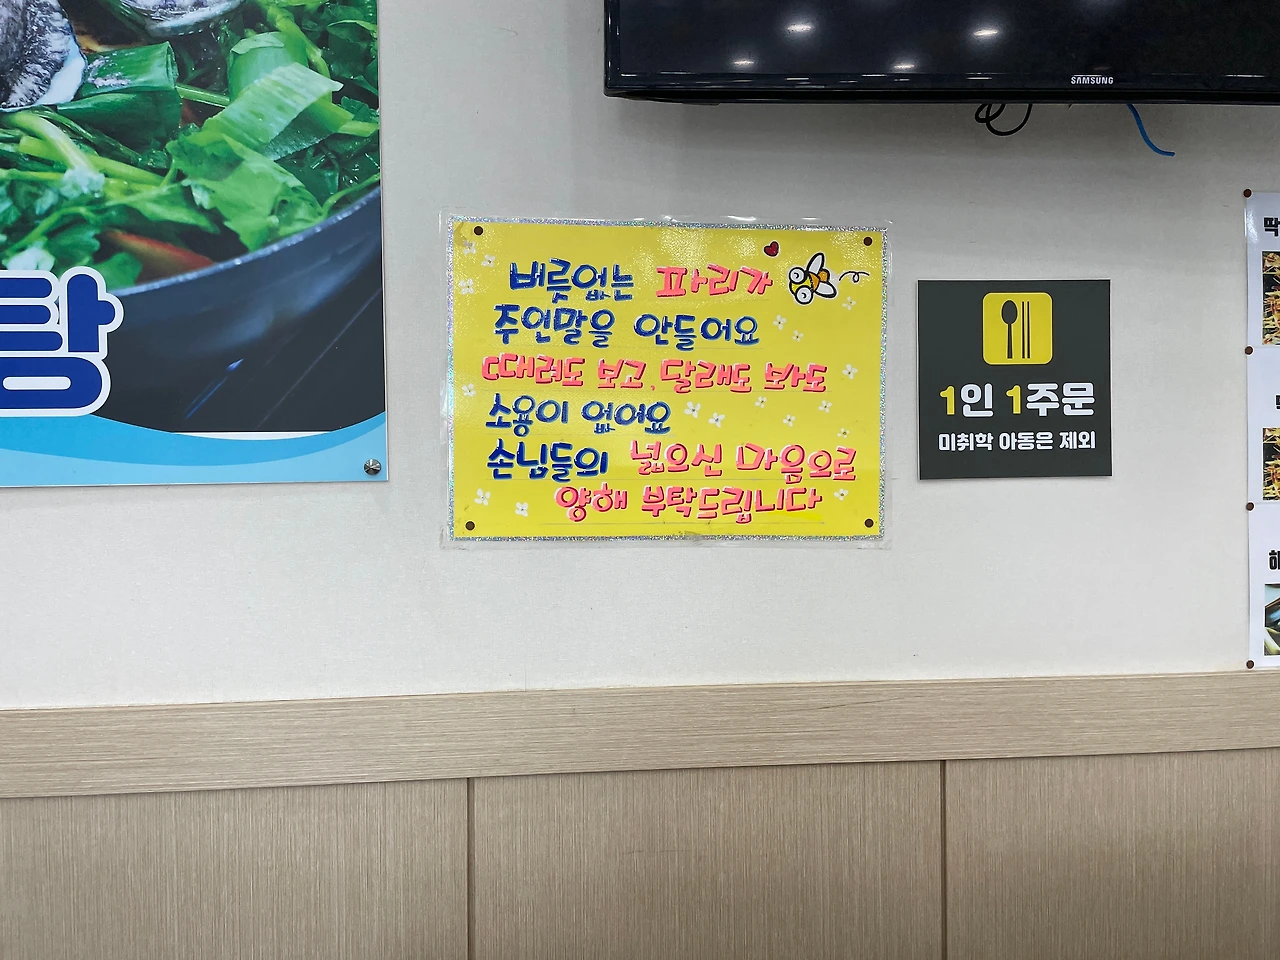 탕
SAMSUNG
버릇없는 파리가
주인말을 안들어요
때려도 보고, 달래도 봐도
소용이 없어요
손님들의 넓으신 마음으로
양해 부탁드립니다
1인 1주문
미취학 아동은 제외